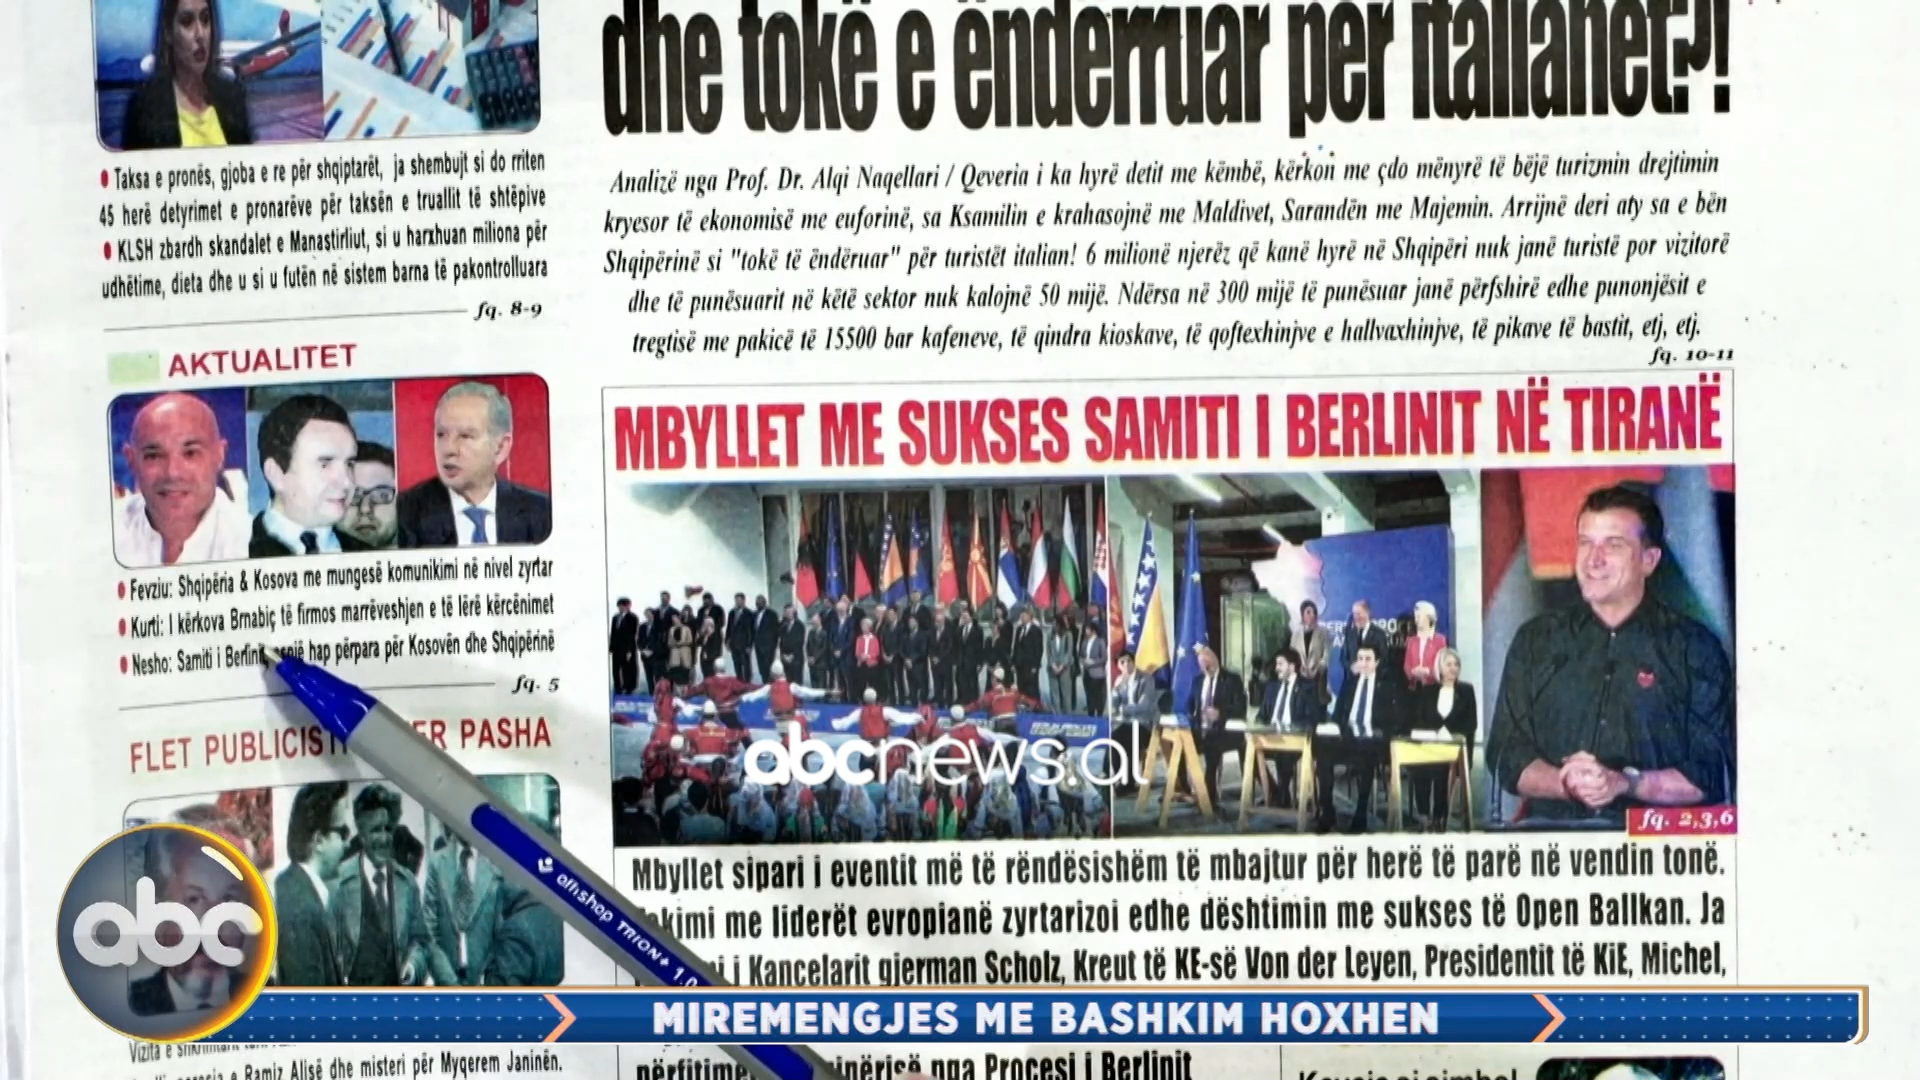 dhe tokë e ënderruar për italianët?!
• Taksa e pronës, gjoba e re për shqiptarët, ja shembujt si do rriten
45 herë detyrimet e pronarëve për taksën e truallit të shtëpive
• KLSH zbardh skandalet e Manastirliut, si u harxhuan miliona për
udhëtime, dieta dhe u si u futën në sistem barna të pakontrolluara
fq. 8-9
Analizë nga Prof. Dr. Alqi Naqellari / Qeveria i ka hyrë detit me këmbë, kërkon me çdo mënyrë të bëjë turizmin drejtimin
kryesor të ekonomisë me euforinë, sa Ksamilin e krahasojnë me Maldivet, Sarandën me Majemin. Arrijnë deri aty sa e bën
Shqipërinë si "tokë të ëndëruar" për turistët italian! 6 milionë njerëz që kanë hyrë në Shqipëri nuk janë turistë por vizitorë
dhe të punësuarit në këtë sektor nuk kalojnë 50 mijë. Ndërsa në 300 mijë të punësuar janë përfshirë edhe punonjësit e
tregtisë me pakicë të 15500 bar kafeneve, të qindra kioskave, të qoftexhinjve e hallvaxhinjve, të pikave të bastit, etj, etj.
fq. 10-11
AKTUALITET
• Fevziu: Shqipëria & Kosova me mungesë komunikimi në nivel zyrtar
• Kurti: I kërkova Brnabiç të firmos marrëveshjen e të lërë kërcënimet
• Nesho: Samiti i Berlinit, hap përpara për Kosovën dhe Shqipërinë
fq. 5
MBYLLET ME SUKSES SAMITI I BERLINIT NË TIRANË
fq. 2,3,6
abcnews.al
Mbyllet sipari i eventit më të rëndësishëm të mbajtur për herë të parë në vendin tonë.
me liderët evropianë zyrtarizoi edhe dështimin me sukses të Open Ballkan. Ja
i Kancelarit gjerman Scholz, Kreut të KE-së Von der Leyen, Presidentit të KiE, Michel,
nga Procesi i Berlinit
FLET PUBLICIST PASHA
allshop TRION+ 1.0
abc
MIREMENGJES ME BASHKIM HOXHEN
Vizita e
e Ramiz Alisë dhe misteri për Myqerem Janinën.